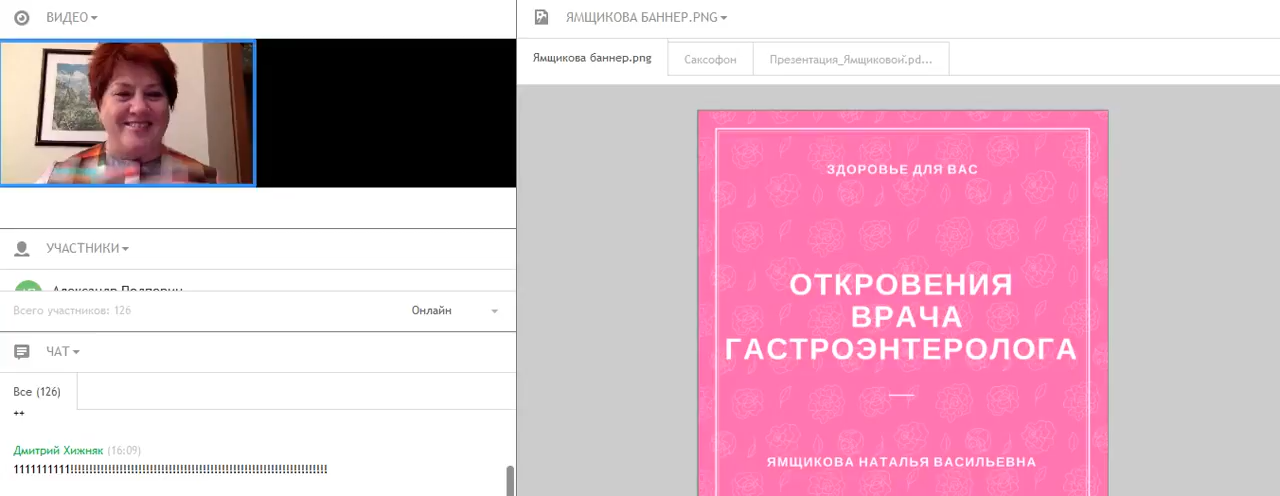 ВИДЕО
УЧАСТНИКИ
Александр
Всего участников: 126
Онлайн
ЧАТ
Все (126)
++
Дмитрий Хижняк (16:09)
ЯМЩИКОВА БАННЕР.PNG
Ямщикова баннер.png
Саксофон
Презентация_Ямщиковой.pd...
ЗДОРОВЬЕ ДЛЯ ВАС
ОТКРОВЕНИЯ
ВРАЧА
ГАСТРОЭНТЕРОЛОГА
ЯМЩИКОВА НАТАЛЬЯ ВАСИЛЬЕВНА